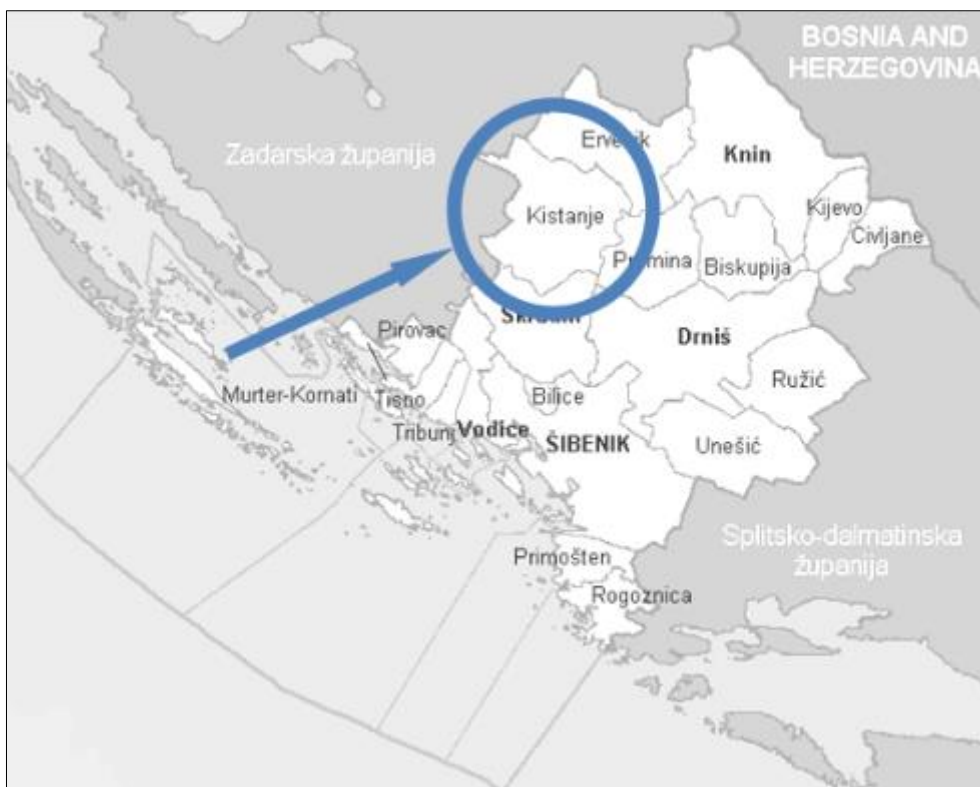 BOSNIA AND
HERZEGOVINA
Zadarska županija
Knin
Kistanje
Kijevo
Civljane
Biskupija
Pirovac
Drniš
Ružić
Murter-Kornati
Tisno
Bilice
Tribunj
Vodice
ŠIBENIK
Unešić
Primošten
Splitsko-dalmatinska
županija
Rogoznica